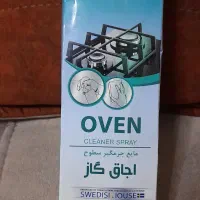 OVEN
CLEANER SPRAY
مایع جرمگیر سطوح
اجاق گاز
SWEDISH HOUSE